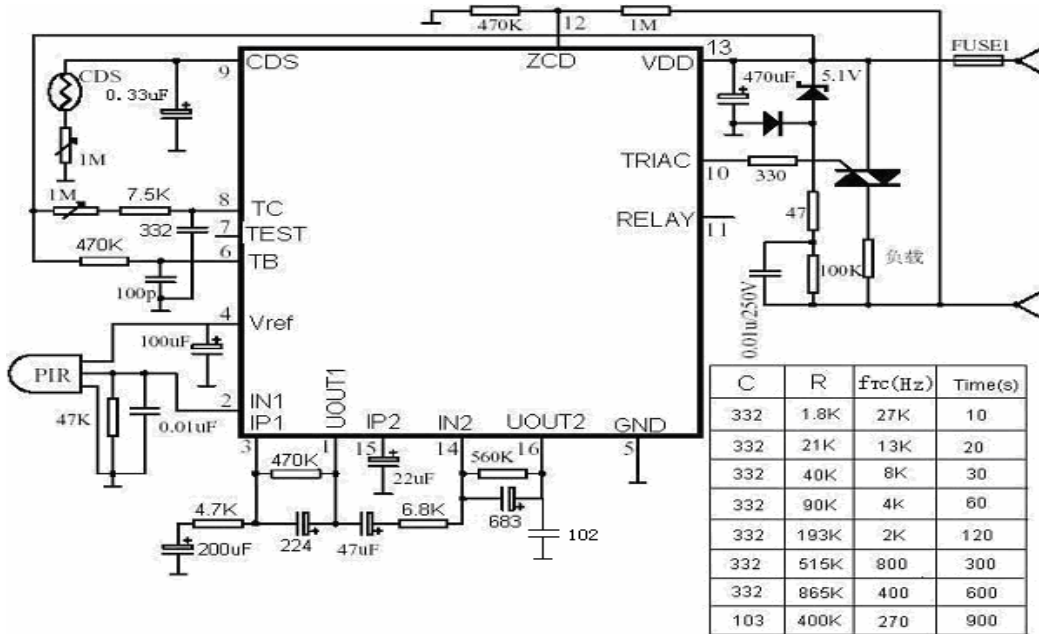 470K
12
1M
13
FUSE1
9
CDS
ZCD
VDD
CDS
0.33uF
470uF
5.1V
1M
TRIAC
10
330
1M
7.5K
8
TC
332
7
TEST
RELAY
11
47
470K
6
TB
100p
100K
负载
0.01u/250V
4
Vref
100uF
PIR
2
IN1
IP1
UOUT1
IP2
IN2
UOUT2
GND
47K
0.01uF
3
1
15
14
16
5
470K
22uF
560K
4.7K
6.8K
683
200uF
224
47uF
102
C R fTC(Hz) Time(s)
332 1.8K 27K 10
332 21K 13K 20
332 40K 8K 30
332 90K 4K 60
332 193K 2K 120
332 515K 800 300
332 865K 400 600
103 400K 270 900